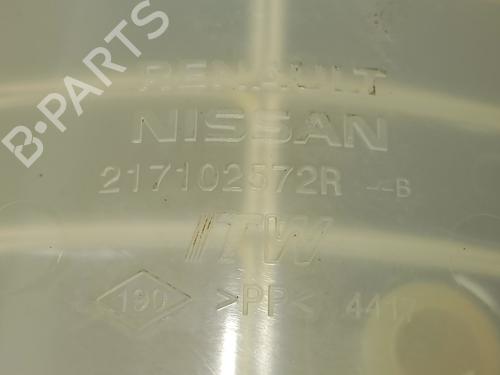 B-PARTS
RENAULT
NISSAN
217102572R --B
ITW
190 >PP< 4417